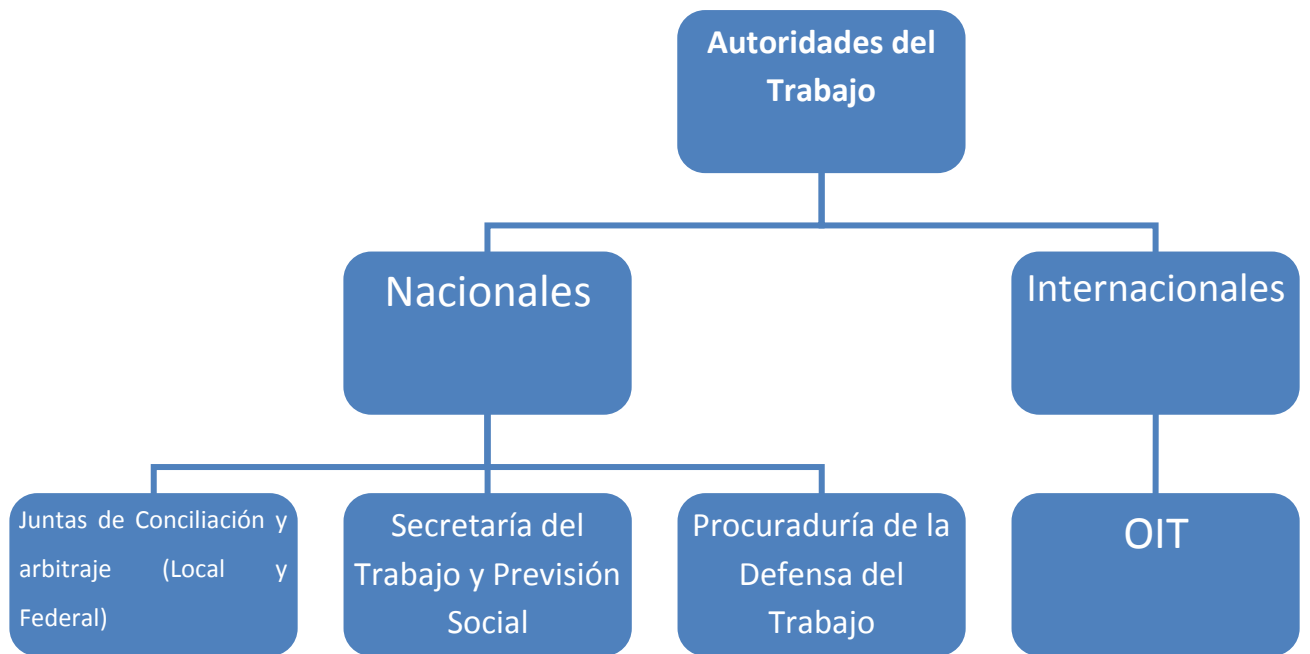 Autoridades del
Trabajo
Nacionales
Internacionales
Juntas de Conciliación y
arbitraje (Local y
Federal)
Secretaría del
Trabajo y Previsión
Social
Procuraduría de la
Defensa del
Trabajo
OIT